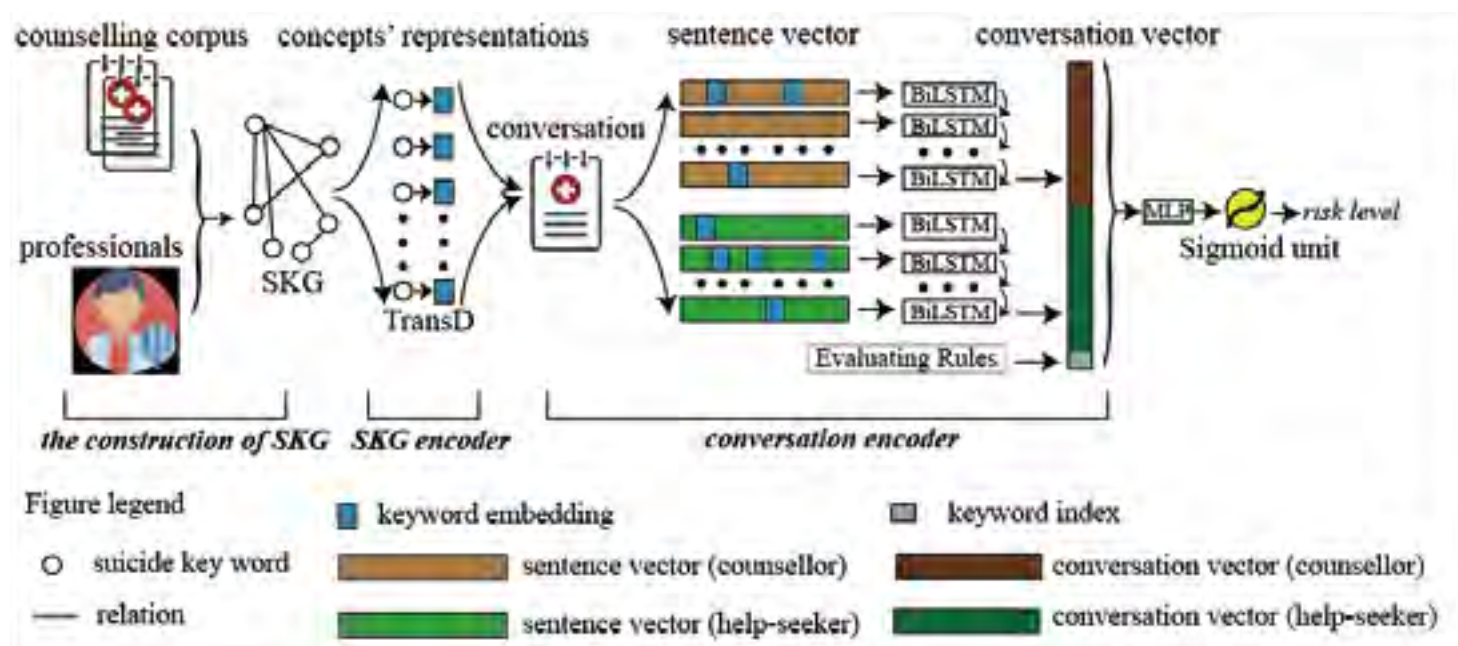 counselling corpus
concepts' representations
sentence vector
conversation vector
conversation
professionals
SKG
TransD
BiLSTM
BiLSTM
BiLSTM
BiLSTM
BiLSTM
BiLSTM
Evaluating Rules
MLP
risk level
Sigmoid unit
the construction of SKG
SKG encoder
conversation encoder
Figure legend
keyword embedding
keyword index
suicide key word
sentence vector (counsellor)
conversation vector (counsellor)
relation
sentence vector (help-seeker)
conversation vector (help-seeker)